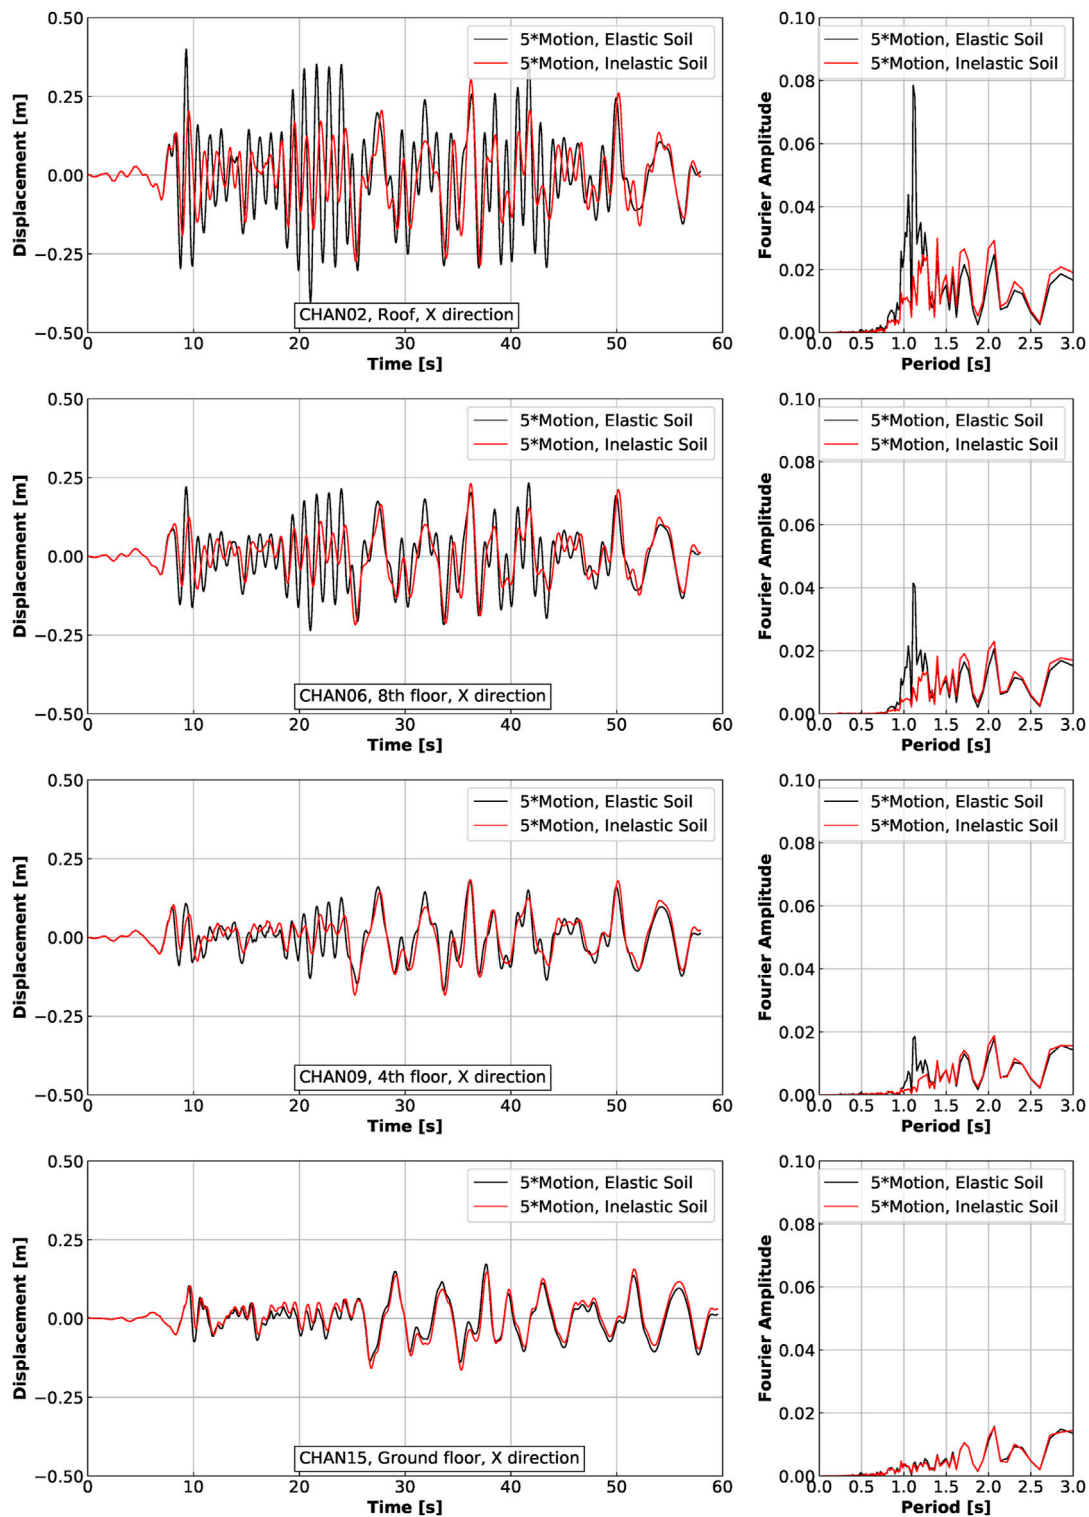 0.50
0.25
0.00
−0.25
−0.50
Displacement [m]
5*Motion, Elastic Soil
5*Motion, Inelastic Soil
CHAN02, Roof, X direction
0 10 20 30 40 50 60
Time [s]
0.10
0.08
0.06
0.04
0.02
0.00
Fourier Amplitude
5*Motion, Elastic Soil
5*Motion, Inelastic Soil
0.0 0.5 1.0 1.5 2.0 2.5 3.0
Period [s]
0.50
0.25
0.00
−0.25
−0.50
Displacement [m]
5*Motion, Elastic Soil
5*Motion, Inelastic Soil
CHAN06, 8th floor, X direction
0 10 20 30 40 50 60
Time [s]
0.10
0.08
0.06
0.04
0.02
0.00
Fourier Amplitude
5*Motion, Elastic Soil
5*Motion, Inelastic Soil
0.0 0.5 1.0 1.5 2.0 2.5 3.0
Period [s]
0.50
0.25
0.00
−0.25
−0.50
Displacement [m]
5*Motion, Elastic Soil
5*Motion, Inelastic Soil
CHAN09, 4th floor, X direction
0 10 20 30 40 50 60
Time [s]
0.10
0.08
0.06
0.04
0.02
0.00
Fourier Amplitude
5*Motion, Elastic Soil
5*Motion, Inelastic Soil
0.0 0.5 1.0 1.5 2.0 2.5 3.0
Period [s]
0.50
0.25
0.00
−0.25
−0.50
Displacement [m]
5*Motion, Elastic Soil
5*Motion, Inelastic Soil
CHAN15, Ground floor, X direction
0 10 20 30 40 50 60
Time [s]
0.10
0.08
0.06
0.04
0.02
0.00
Fourier Amplitude
5*Motion, Elastic Soil
5*Motion, Inelastic Soil
0.0 0.5 1.0 1.5 2.0 2.5 3.0
Period [s]